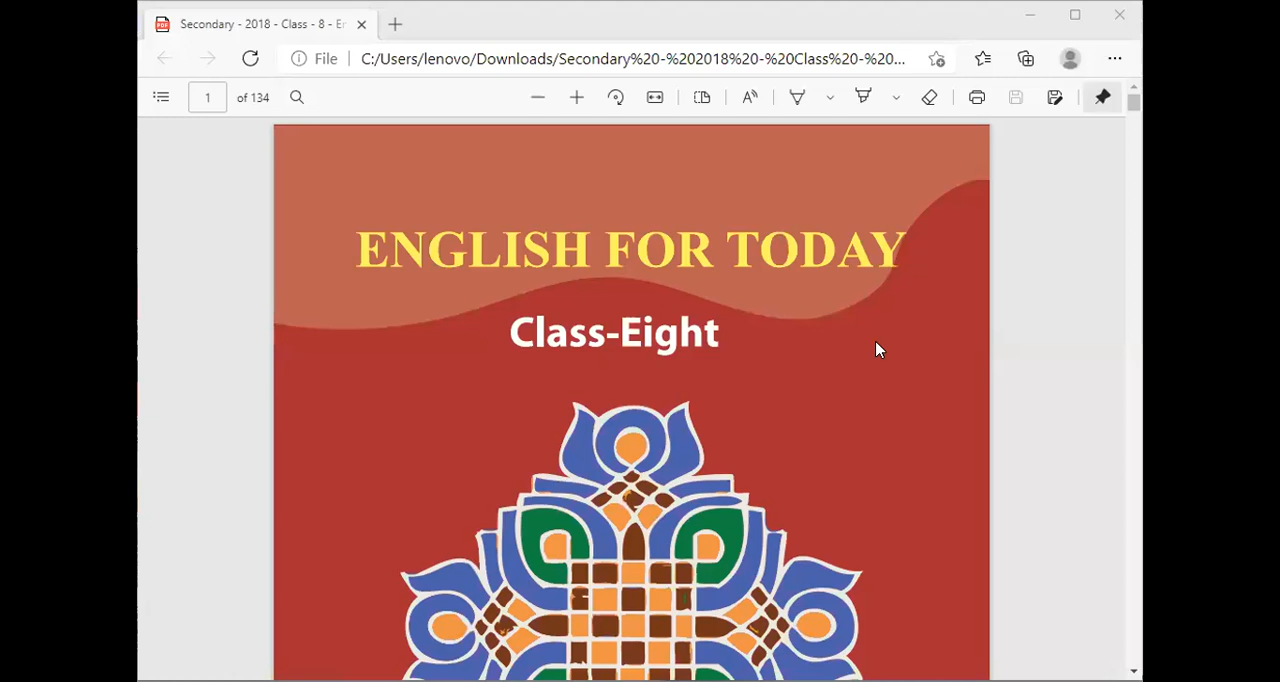 Secondary - 2018 - Class - 8 - En
File
C:/Users/lenovo/Downloads/Secondary%20-%202018%20-%20Class%20-%20...
1 of 134
ENGLISH FOR TODAY
Class-Eight